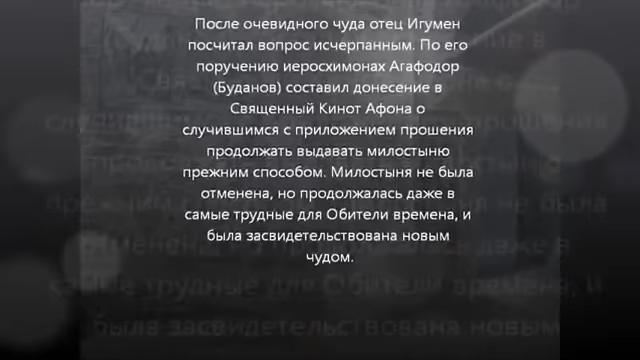 После очевидного чуда отец Игумен
посчитал вопрос исчерпанным. По его
поручению иеросхимонах Агафодор
(Буданов) составил донесение в
Священный Кинот Афона о
случившимся с приложением прошения
продолжать выдавать милостыню
прежним способом. Милостыня не была
отменена, но продолжалась даже в
самые трудные для Обители времена, и
была засвидетельствована новым
чудом.